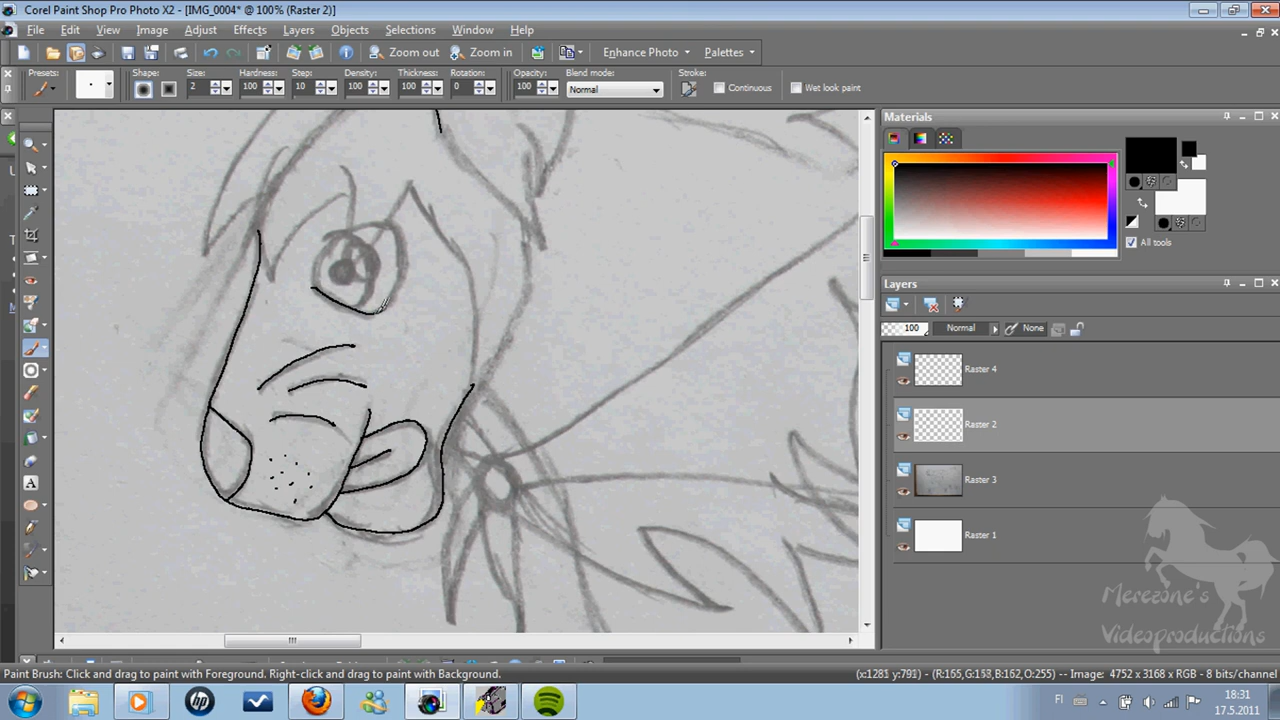 Corel Paint Shop Pro Photo X2 - [IMG_0004* @ 100% (Raster 2)]
File Edit View Image Adjust Effects Layers Objects Selections Window Help
Zoom out Zoom in Enhance Photo Palettes
Presets: Shape: Size: Hardness: Step: Density: Thickness: Rotation: Opacity: Blend mode: Stroke:
2 100 10 100 100 0 100 Normal Continuous Wet look paint
Materials
All tools
Layers
100 Normal None
Raster 4
Raster 2
Raster 3
Raster 1
Merezone's
Videoproductions
Paint Brush: Click and drag to paint with Foreground. Right-click and drag to paint with Background.
(x:1281 y:791) - (R:155,G:158,B:162,O:255) -- Image: 4752 x 3168 x RGB - 8 bits/channel
hp
FI
18:31
17.5.2011